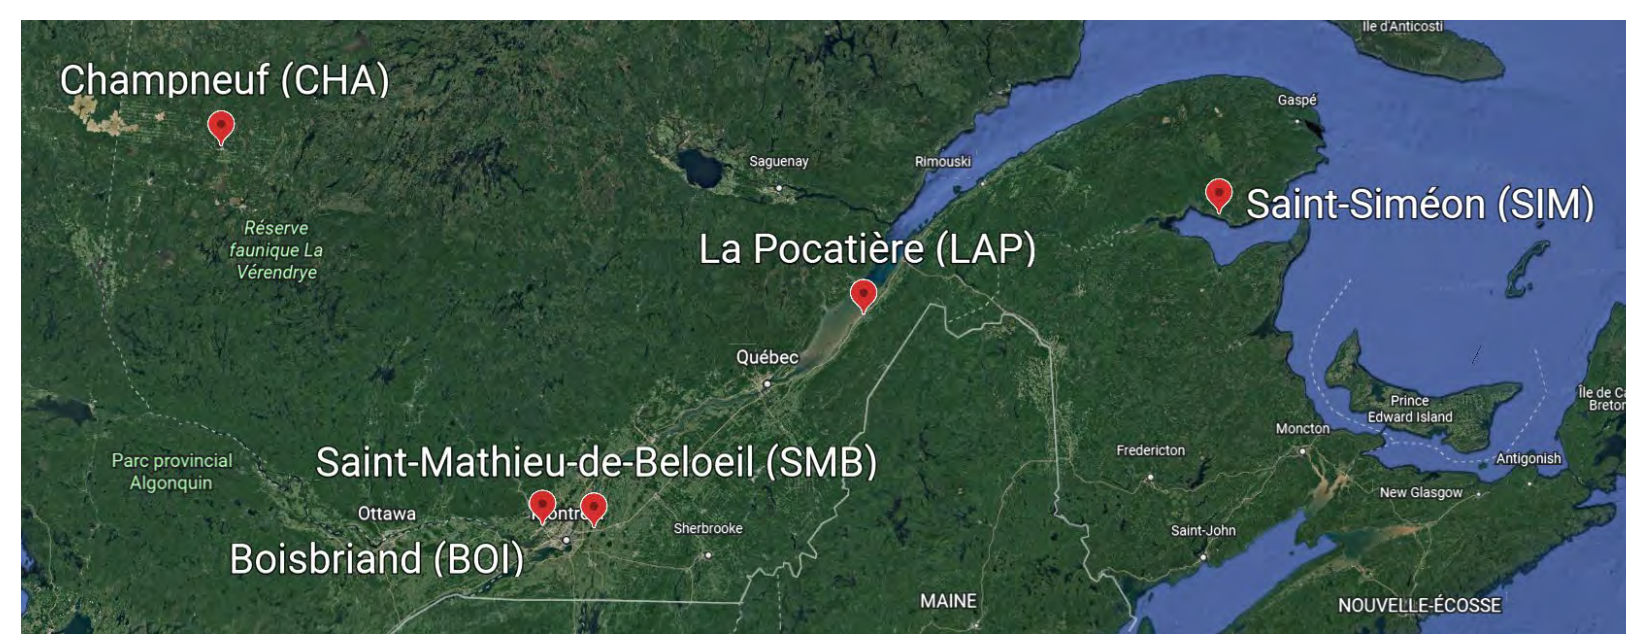 Île d'Anticosti
Champneuf (CHA)
Gaspé
Saguenay
Rimouski
Saint-Siméon (SIM)
Réserve
faunique La
Vérendrye
La Pocatière (LAP)
Québec
Prince
Edward Island
Île de Ca
Breton
Moncton
Fredericton
Antigonish
Parc provincial
Algonquin
Saint-Mathieu-de-Beloeil (SMB)
New Glasgow
Ottawa
Sherbrooke
Saint-John
Boisbriand (BOI)
MAINE
NOUVELLE-ÉCOSSE